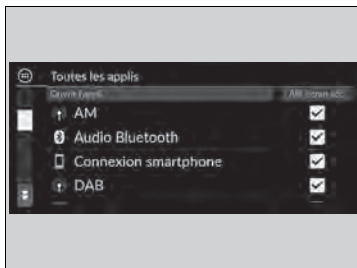 Toutes les applis
AM
Audio Bluetooth
Connexion smartphone
DAB